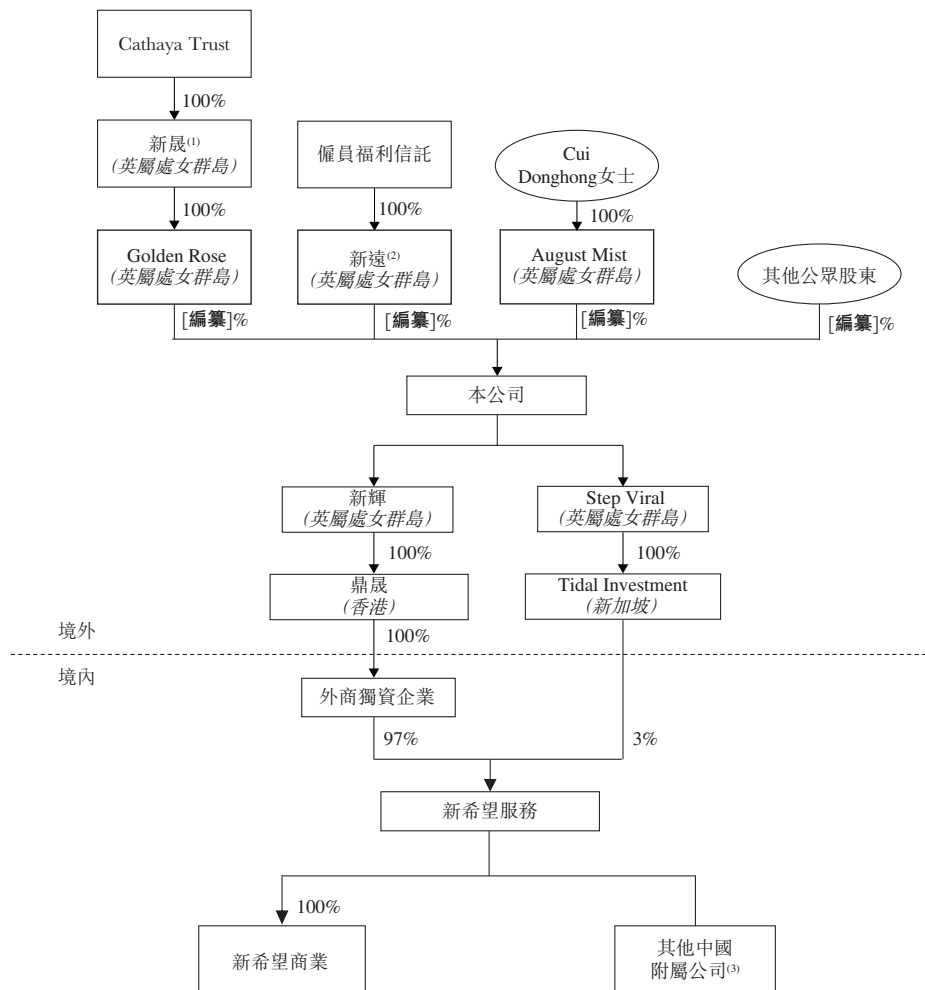 Cathaya Trust
100%
新晟(1)
(英屬處女群島)
僱員福利信託
Cui
Donghong女士
100%
100%
100%
Golden Rose
(英屬處女群島)
新遠(2)
(英屬處女群島)
August Mist
(英屬處女群島)
其他公眾股東
[編纂]%
[編纂]%
[編纂]%
[編纂]%
本公司
新輝
(英屬處女群島)
Step Viral
(英屬處女群島)
100%
100%
鼎晟
(香港)
Tidal Investment
(新加坡)
境外
100%
境內
外商獨資企業
97%
3%
新希望服務
100%
新希望商業
其他中國
附屬公司(3)